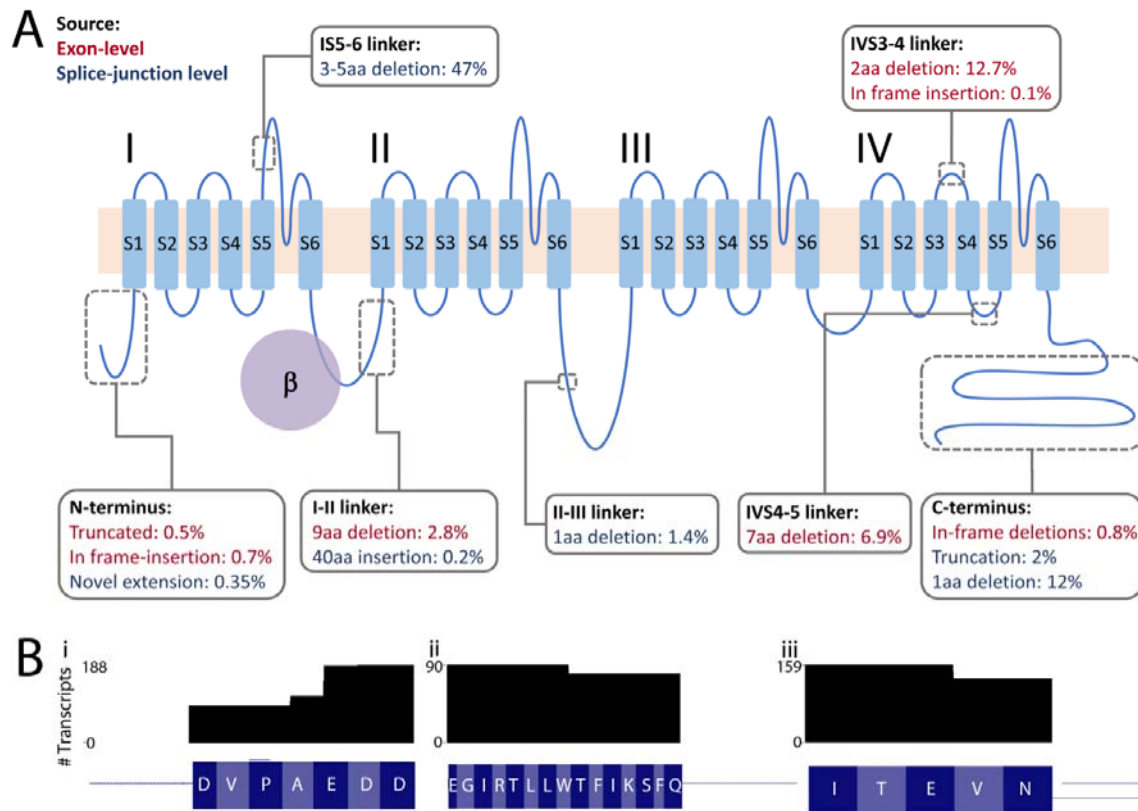 A
Source:
Exon-level
Splice-junction level
IS5-6 linker:
3-5aa deletion: 47%
IVS3-4 linker:
2aa deletion: 12.7%
In frame insertion: 0.1%
I II III IV
S1 S2 S3 S4 S5 S6 S1 S2 S3 S4 S5 S6 S1 S2 S3 S4 S5 S6 S1 S2 S3 S4 S5 S6
β
N-terminus:
Truncated: 0.5%
In frame-insertion: 0.7%
Novel extension: 0.35%
I-II linker:
9aa deletion: 2.8%
40aa insertion: 0.2%
II-III linker:
1aa deletion: 1.4%
IVS4-5 linker:
7aa deletion: 6.9%
C-terminus:
In-frame deletions: 0.8%
Truncation: 2%
1aa deletion: 12%
B
# Transcripts
i
188
0
D V P A E D D
ii
90
0
E G I R T L L W T F I K S F Q
iii
159
0
I T E V N